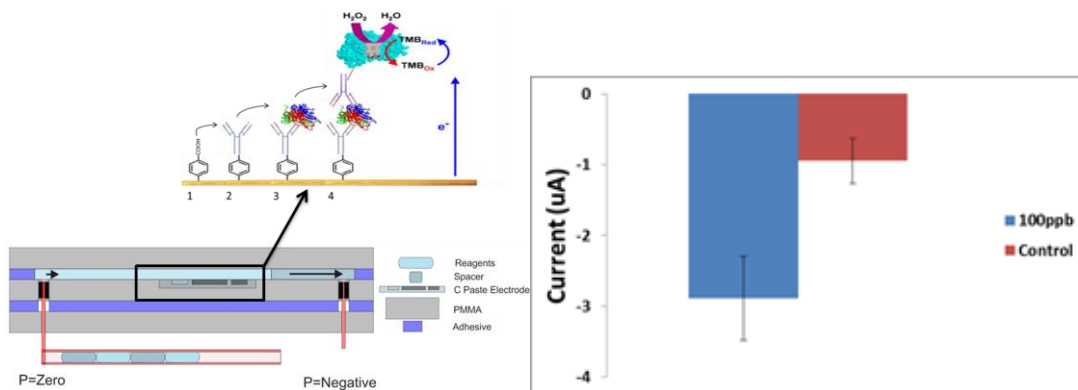 H₂O₂ H₂O
TMB_Red
TMB_Ox
e⁻
HOOC
1 2 3 4
Reagents
Spacer
C Paste Electrode
PMMA
Adhesive
P=Zero
P=Negative
Current (uA)
0
-1
-2
-3
-4
100ppb
Control